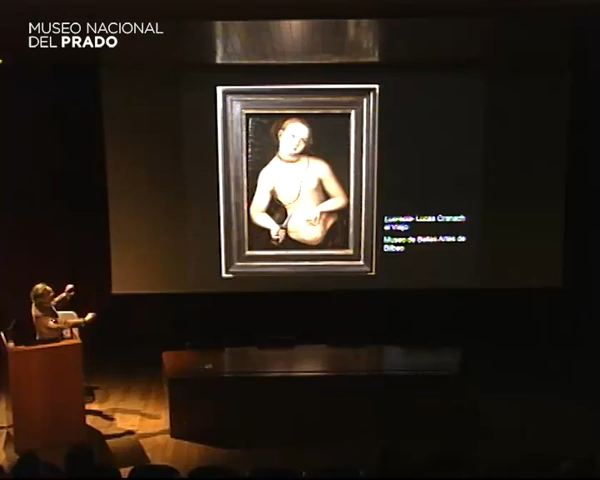 MUSEO NACIONAL
DEL PRADO
Lucrecia- Lucas Cranach
el Viejo
Museo de Bellas Artes de
Bilbao